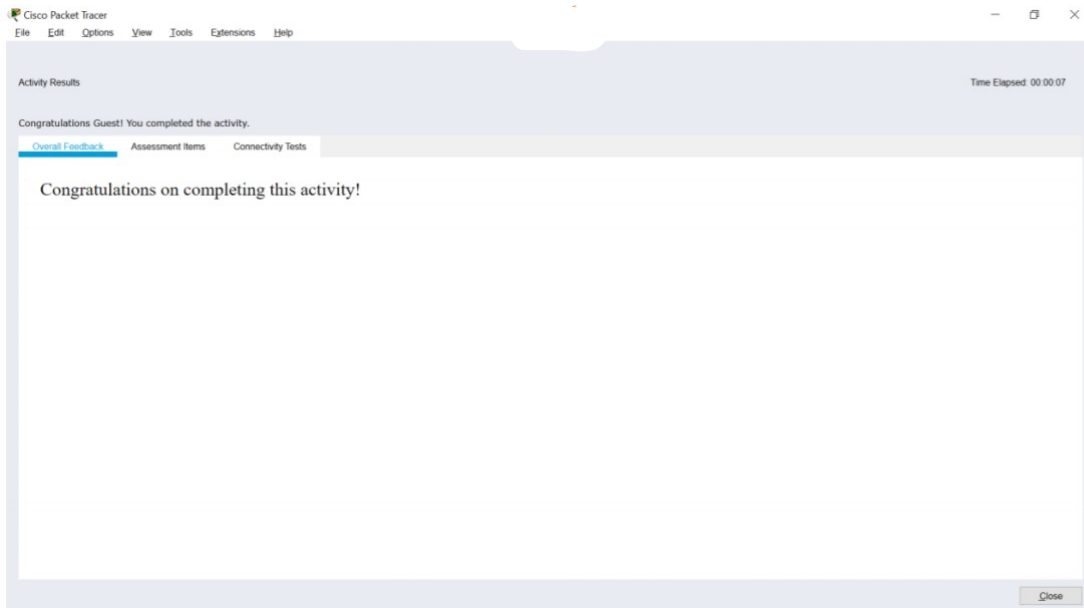 Cisco Packet Tracer
File Edit Options View Tools Extensions Help
Activity Results
Time Elapsed: 00:00:07
Congratulations Guest! You completed the activity.
Overall Feedback Assessment Items Connectivity Tests
Congratulations on completing this activity!
Close